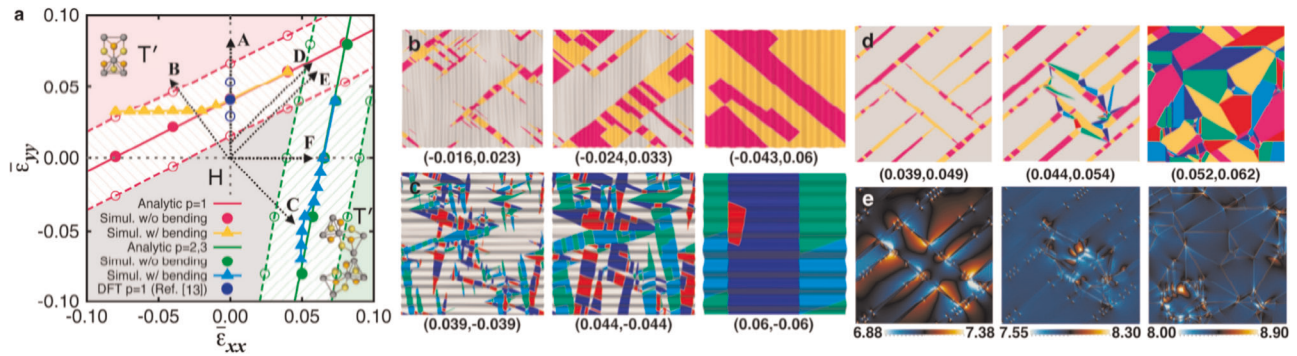 a
T′
A
B
D
E
F
H
C
T′
0.10
0.05
0.00
-0.05
-0.10
ε̄yy
Analytic p=1
Simul. w/o bending
Simul. w/ bending
Analytic p=2,3
Simul. w/o bending
Simul. w/ bending
DFT p=1 (Ref. [13])
-0.10 -0.05 0.00 0.05 0.10
ε̄xx
b
(-0.016,0.023) (-0.024,0.033) (-0.043,0.06)
c
(0.039,-0.039) (0.044,-0.044) (0.06,-0.06)
d
(0.039,0.049) (0.044,0.054) (0.052,0.062)
e
6.88 7.38 7.55 8.30 8.00 8.90